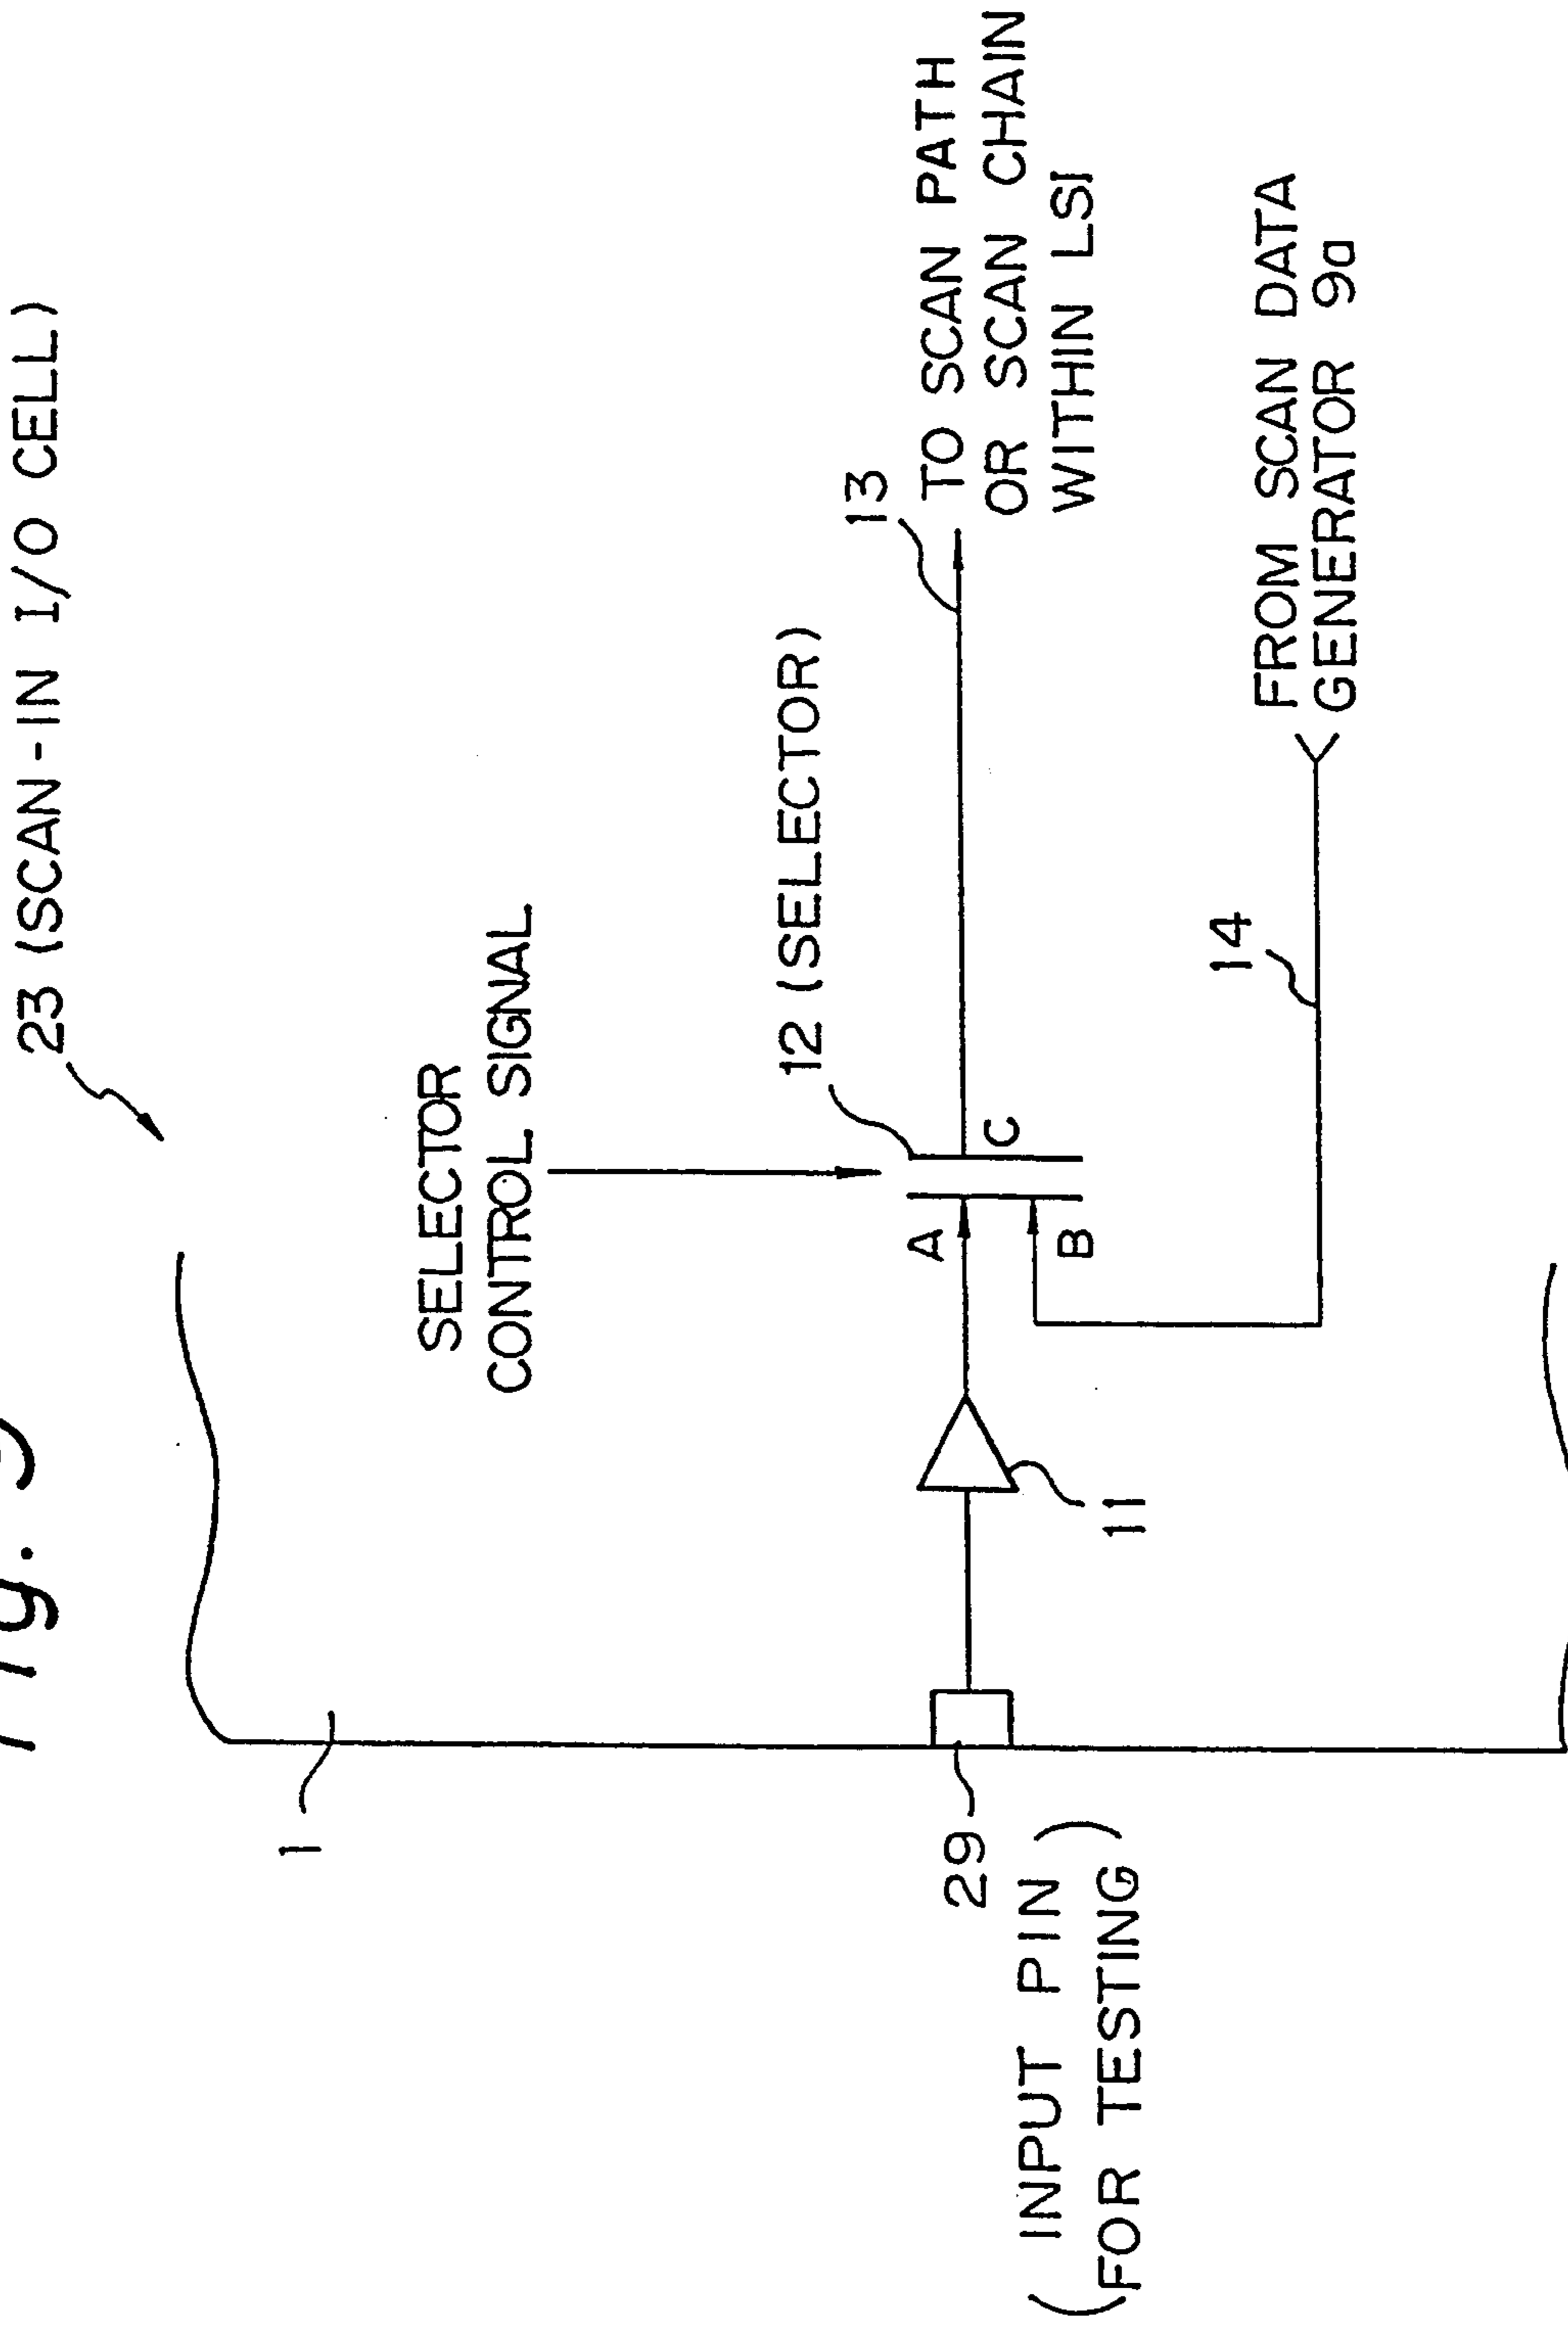 Fig.
23 (SCAN-IN I/O CELL)
SELECTOR
CONTROL SIGNAL
1
12 (SELECTOR)
13
A
C
B
TO SCAN PATH
OR SCAN CHAIN
WITHIN LSI
29
( INPUT PIN )
(FOR TESTING)
11
14
FROM SCAN DATA
GENERATOR 9a